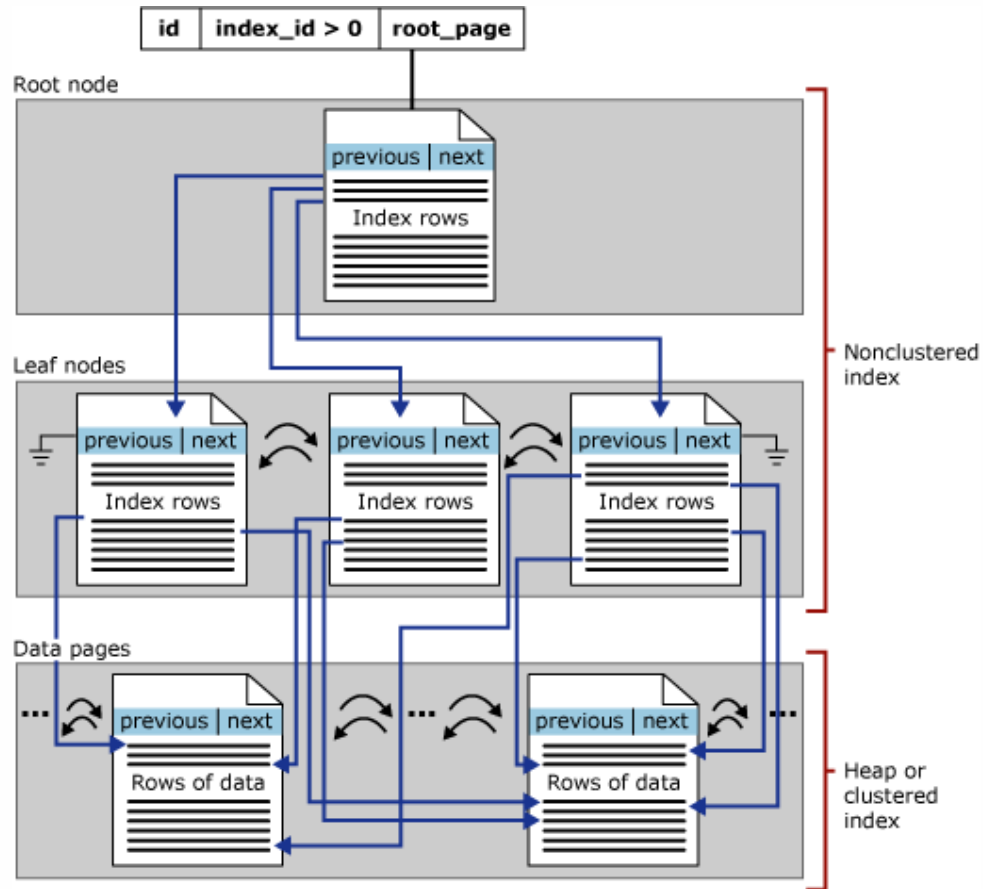 id index_id > 0 root_page
Root node
previous next
Index rows
Nonclustered
index
Leaf nodes
previous next previous next previous next
Index rows Index rows Index rows
Data pages
... previous next ... previous next ...
Rows of data Rows of data
Heap or
clustered
index